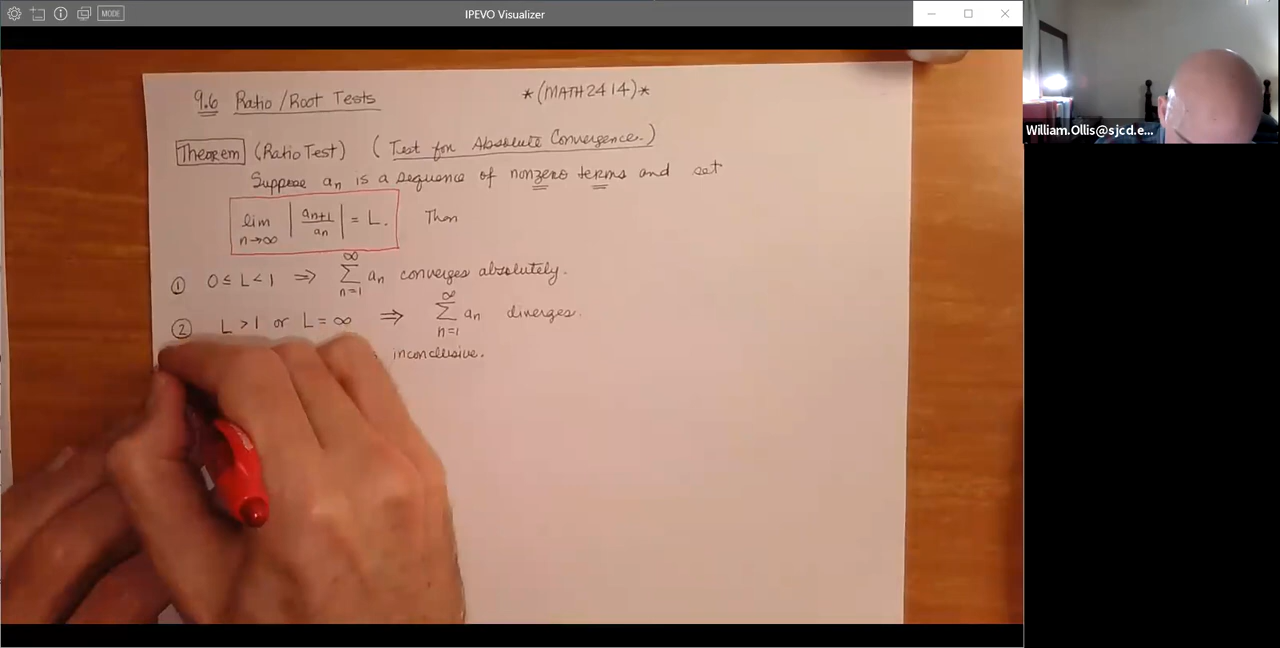 IPEVO Visualizer
MODE
William.Ollis@sjcd.e...
9.6 Ratio/Root Tests
*(MATH 2414)*
Theorem (Ratio Test) (Test for Absolute Convergence.)
Suppose aₙ is a sequence of nonzero terms and set
lim n→∞ |aₙ₊₁/aₙ| = L. Then
① 0 ≤ L < 1 ⇒ ∑ₙ₌₁^∞ aₙ converges absolutely.
② L > 1 or L = ∞ ⇒ ∑ₙ₌₁^∞ aₙ diverges.
inconclusive.